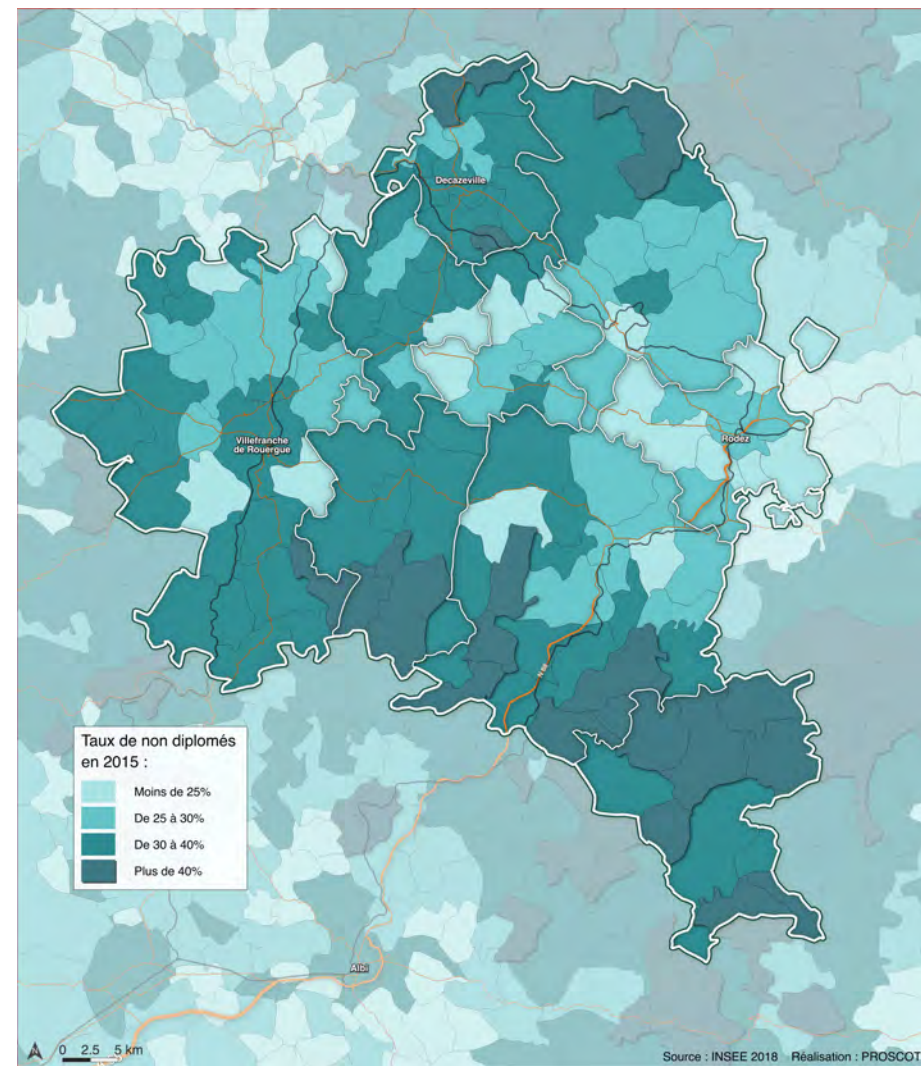 Decazeville
Villefranche
de Rouergue
Rodez
N 88
Taux de non diplomés
en 2015 :
Moins de 25%
De 25 à 30%
De 30 à 40%
Plus de 40%
Albi
0 2.5 5 km
Source : INSEE 2018 Réalisation : PROSCOT